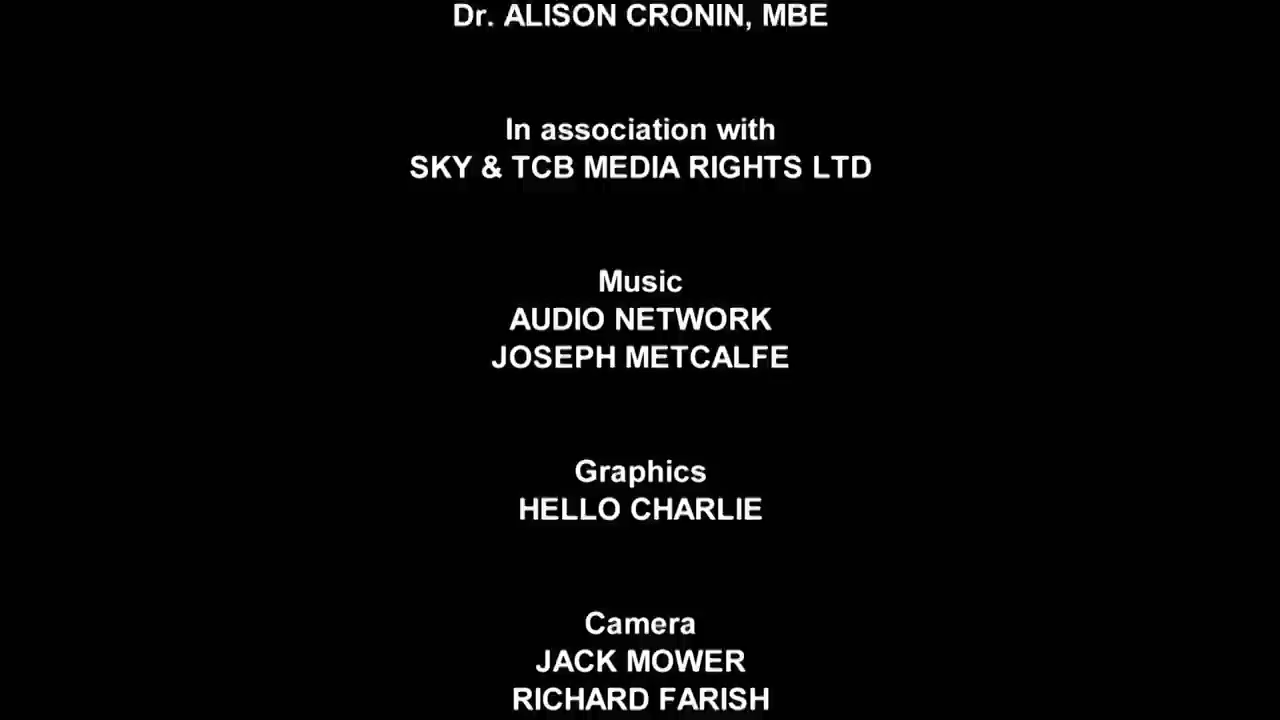 Dr. ALISON CRONIN, MBE
In association with
SKY & TCB MEDIA RIGHTS LTD
Music
AUDIO NETWORK
JOSEPH METCALFE
Graphics
HELLO CHARLIE
Camera
JACK MOWER
RICHARD FARISH